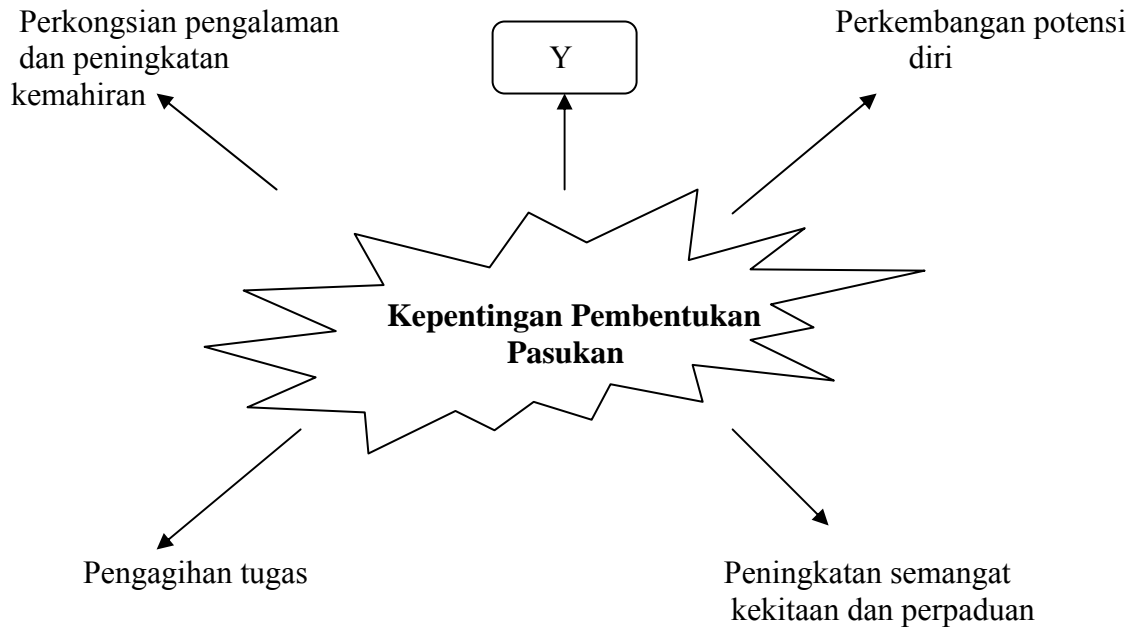 Perkongsian pengalaman
dan peningkatan
kemahiran
Y
Perkembangan potensi
diri
Kepentingan Pembentukan
Pasukan
Pengagihan tugas
Peningkatan semangat
kekitaan dan perpaduan